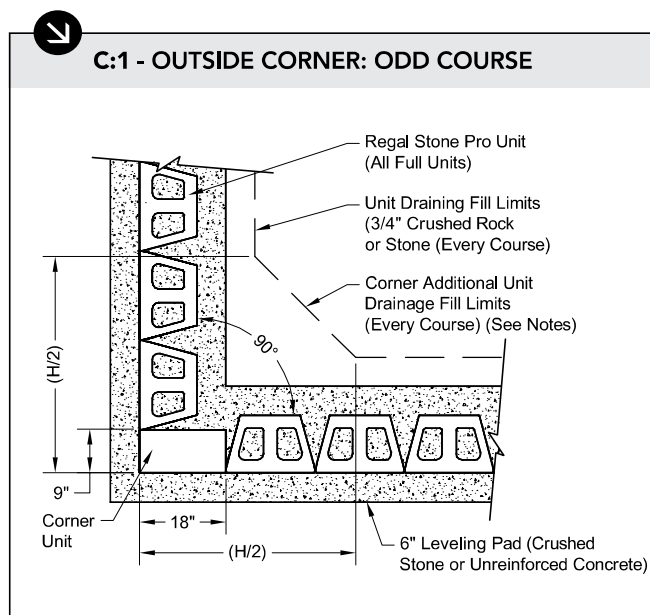 C:1 - OUTSIDE CORNER: ODD COURSE
Regal Stone Pro Unit
(All Full Units)
Unit Draining Fill Limits
(3/4" Crushed Rock
or Stone (Every Course)
Corner Additional Unit
Drainage Fill Limits
(Every Course) (See Notes)
90°
(H/2)
9"
Corner
Unit
18"
(H/2)
6" Leveling Pad (Crushed
Stone or Unreinforced Concrete)